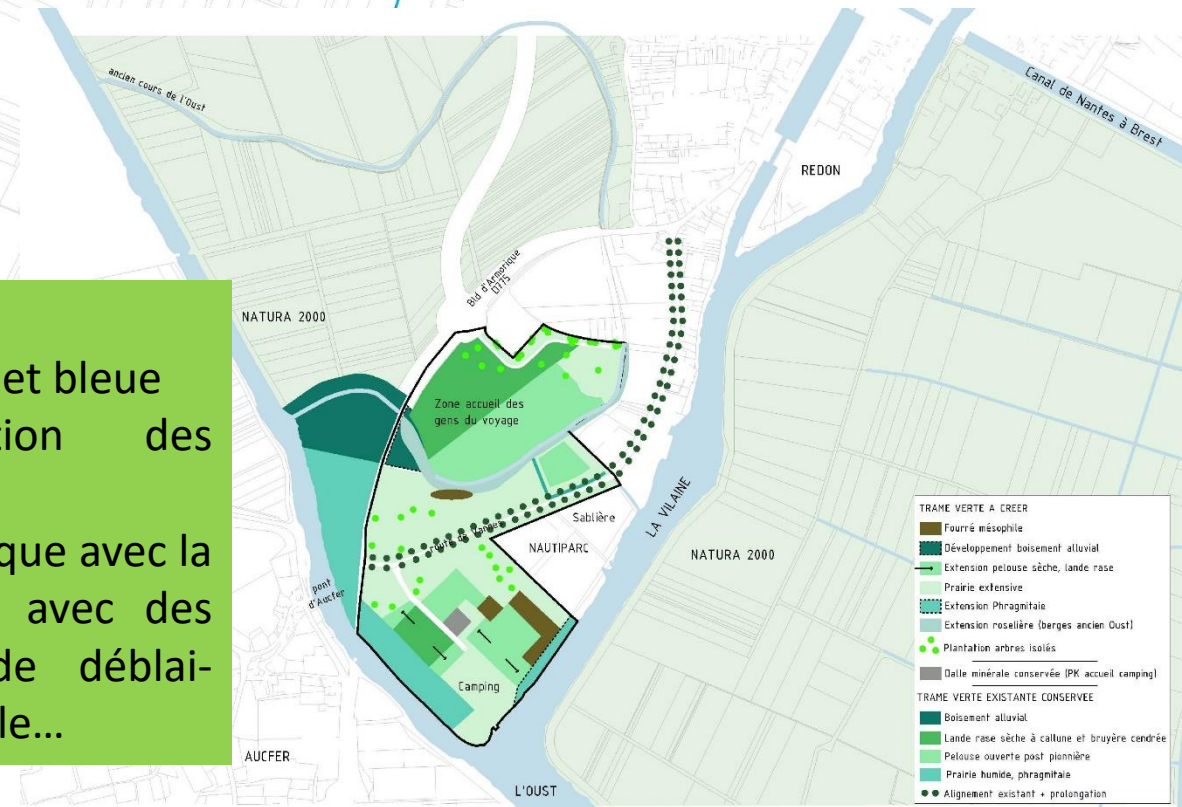 ancien cours de l'Oust
Canal de Nantes à Brest
REDON
Bld d'Armorique
D775
NATURA 2000
et bleue
tion des
que avec la
avec des
de déblai-
le...
Zone accueil des
gens du voyage
LA VILAINE
Sablière
route de Vannes
NAUTIPARC
NATURA 2000
pont
d'Aucfer
Camping
AUCFER
L'OUST
TRAME VERTE A CREER
Fourré mésophile
Développement boisement alluvial
Extension pelouse sèche, lande rase
Prairie extensive
Extension Phragmitaie
Extension roselière (berges ancien Oust)
Plantation arbres isolés
Dalle minérale conservée (PK accueil camping)
TRAME VERTE EXISTANTE CONSERVEE
Boisement alluvial
Lande rase sèche à callune et bruyère cendrée
Pelouse ouverte post pionnière
Prairie humide, phragmitaie
Alignement existant + prolongation